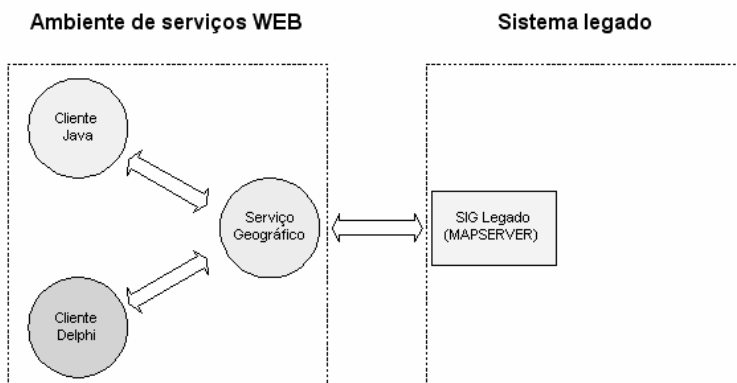 Ambiente de serviços WEB
Sistema legado
Cliente
Java
Serviço
Geográfico
SIG Legado
(MAPSERVER)
Cliente
Delphi